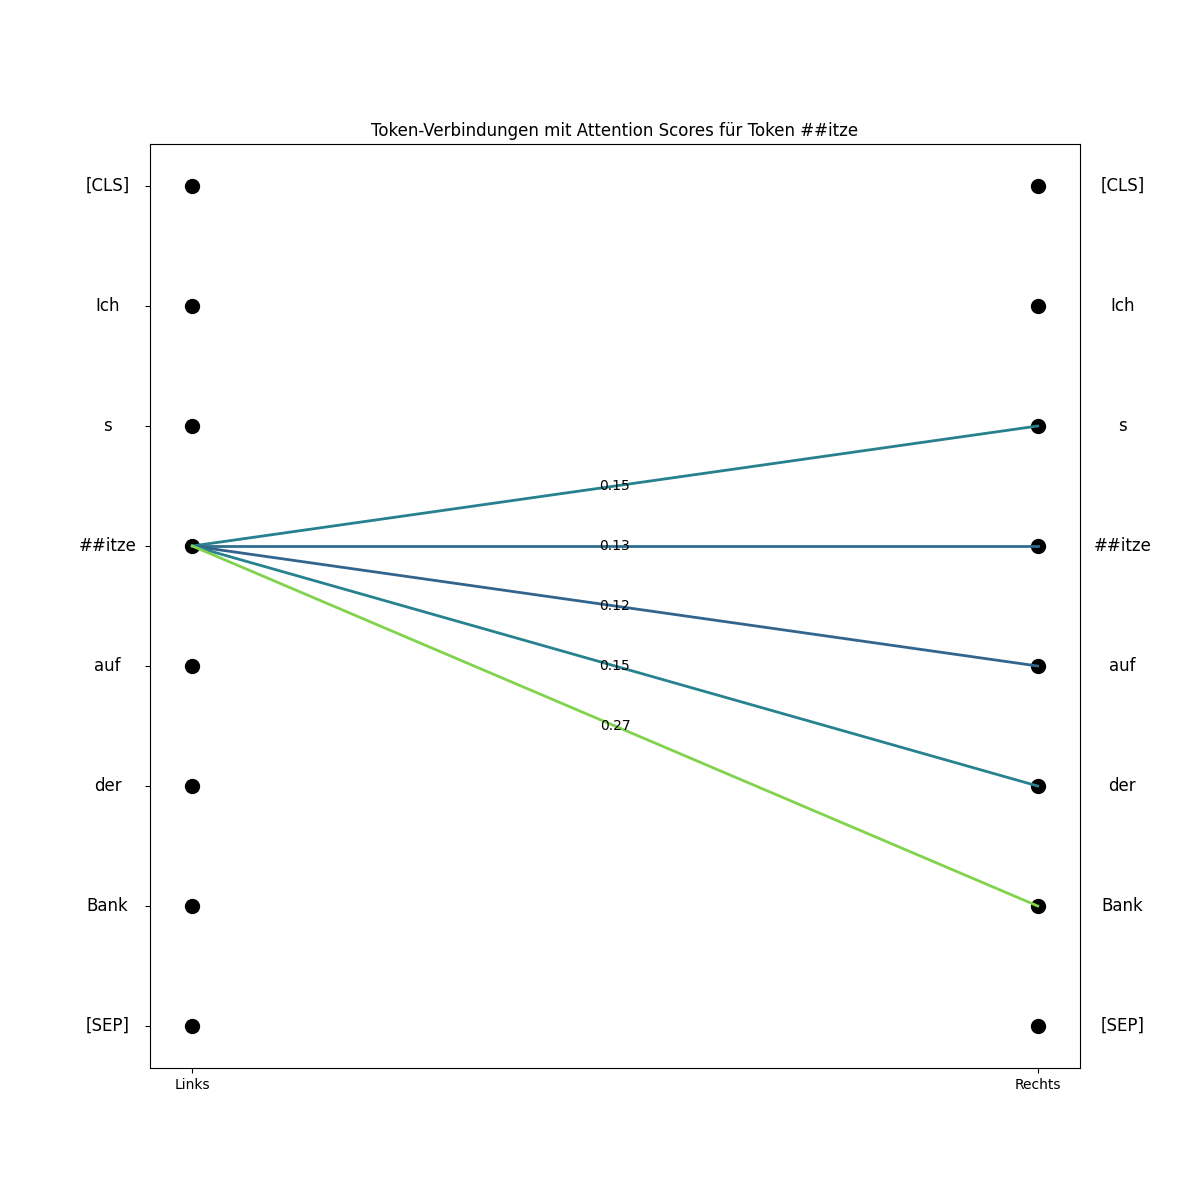 Token-Verbindungen mit Attention Scores für Token ##itze
[CLS] [CLS]
Ich Ich
s s
0.15
##itze 0.13 ##itze
0.12
auf 0.15 auf
0.27
der der
Bank Bank
[SEP] [SEP]
Links Rechts